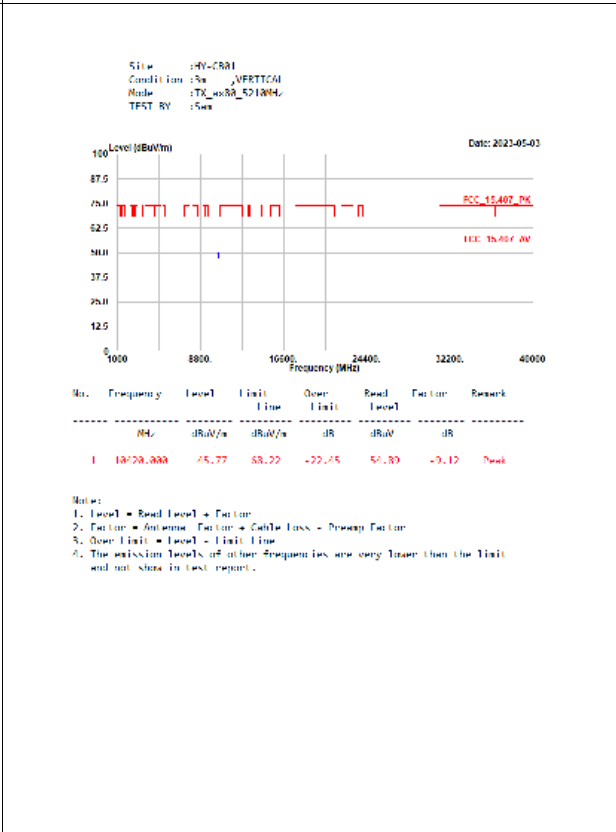 Site :HY-CB01
Condition :3m ,VERTICAL
Mode :TX_ax80_5210MHz
TEST BY :Sam
Level (dBuV/m) Date: 2023-05-03
100
87.5
75.0
FCC_15.407_PK
62.5
FCC_15.407_AV
50.0
37.5
25.0
12.5
0
1000 8800. 16600. 24400. 32200. 40000
Frequency (MHz)
No. Frequency Level Limit Over Read Factor Remark
Line Limit Level
MHz dBuV/m dBuV/m dB dBuV dB
1 10420.000 45.77 68.22 -22.45 54.89 -9.12 Peak
Note:
1. Level = Read Level + Factor
2. Factor = Antenna Factor + Cable Loss - Preamp Factor
3. Over Limit = Level - Limit Line
4. The emission levels of other frequencies are very lower than the limit
and not show in test report.